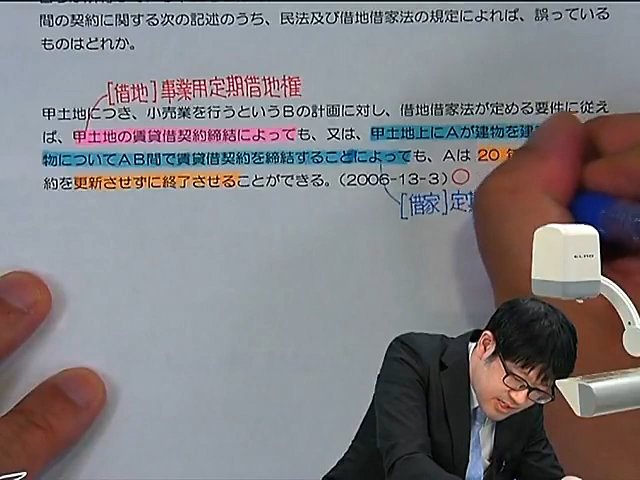 間の契約に関する次の記述のうち、民法及び借地借家法の規定によれば、誤っている
ものはどれか。
[借地]事業用定期借地権
甲土地につき、小売業を行うというBの計画に対し、借地借家法が定める要件に従え
ば、甲土地の賃貸借契約締結によっても、又は、甲土地上にAが建物を建
物についてAB間で賃貸借契約を締結することによっても、Aは 20
約を更新させずに終了させることができる。(2006-13-3)○
[借家]定
ELMO